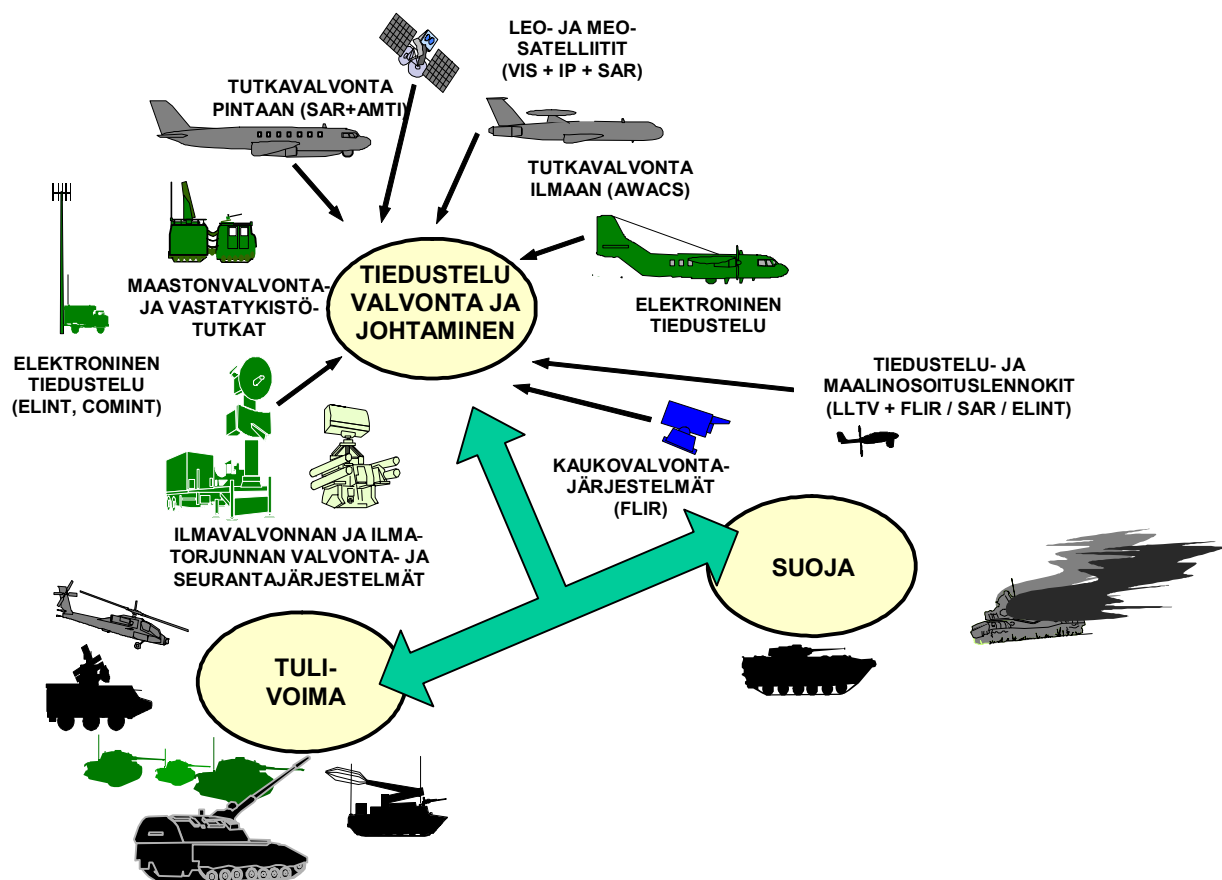 LEO- JA MEO-
SATELLIITIT
(VIS + IP + SAR)
TUTKAVALVONTA
PINTAAN (SAR+AMTI)
TUTKAVALVONTA
ILMAAN (AWACS)
MAASTONVALVONTA-
JA VASTATYKISTÖ-
TUTKAT
TIEDUSTELU
VALVONTA JA
JOHTAMINEN
ELEKTRONINEN
TIEDUSTELU
ELEKTRONINEN
TIEDUSTELU
(ELINT, COMINT)
TIEDUSTELU- JA
MAALINOSOITUSLENNOKIT
(LLTV + FLIR / SAR / ELINT)
KAUKOVALVONTA-
JÄRJESTELMÄT
(FLIR)
ILMAVALVONNAN JA ILMA-
TORJUNNAN VALVONTA- JA
SEURANTAJÄRJESTELMÄT
SUOJA
TULI-
VOIMA